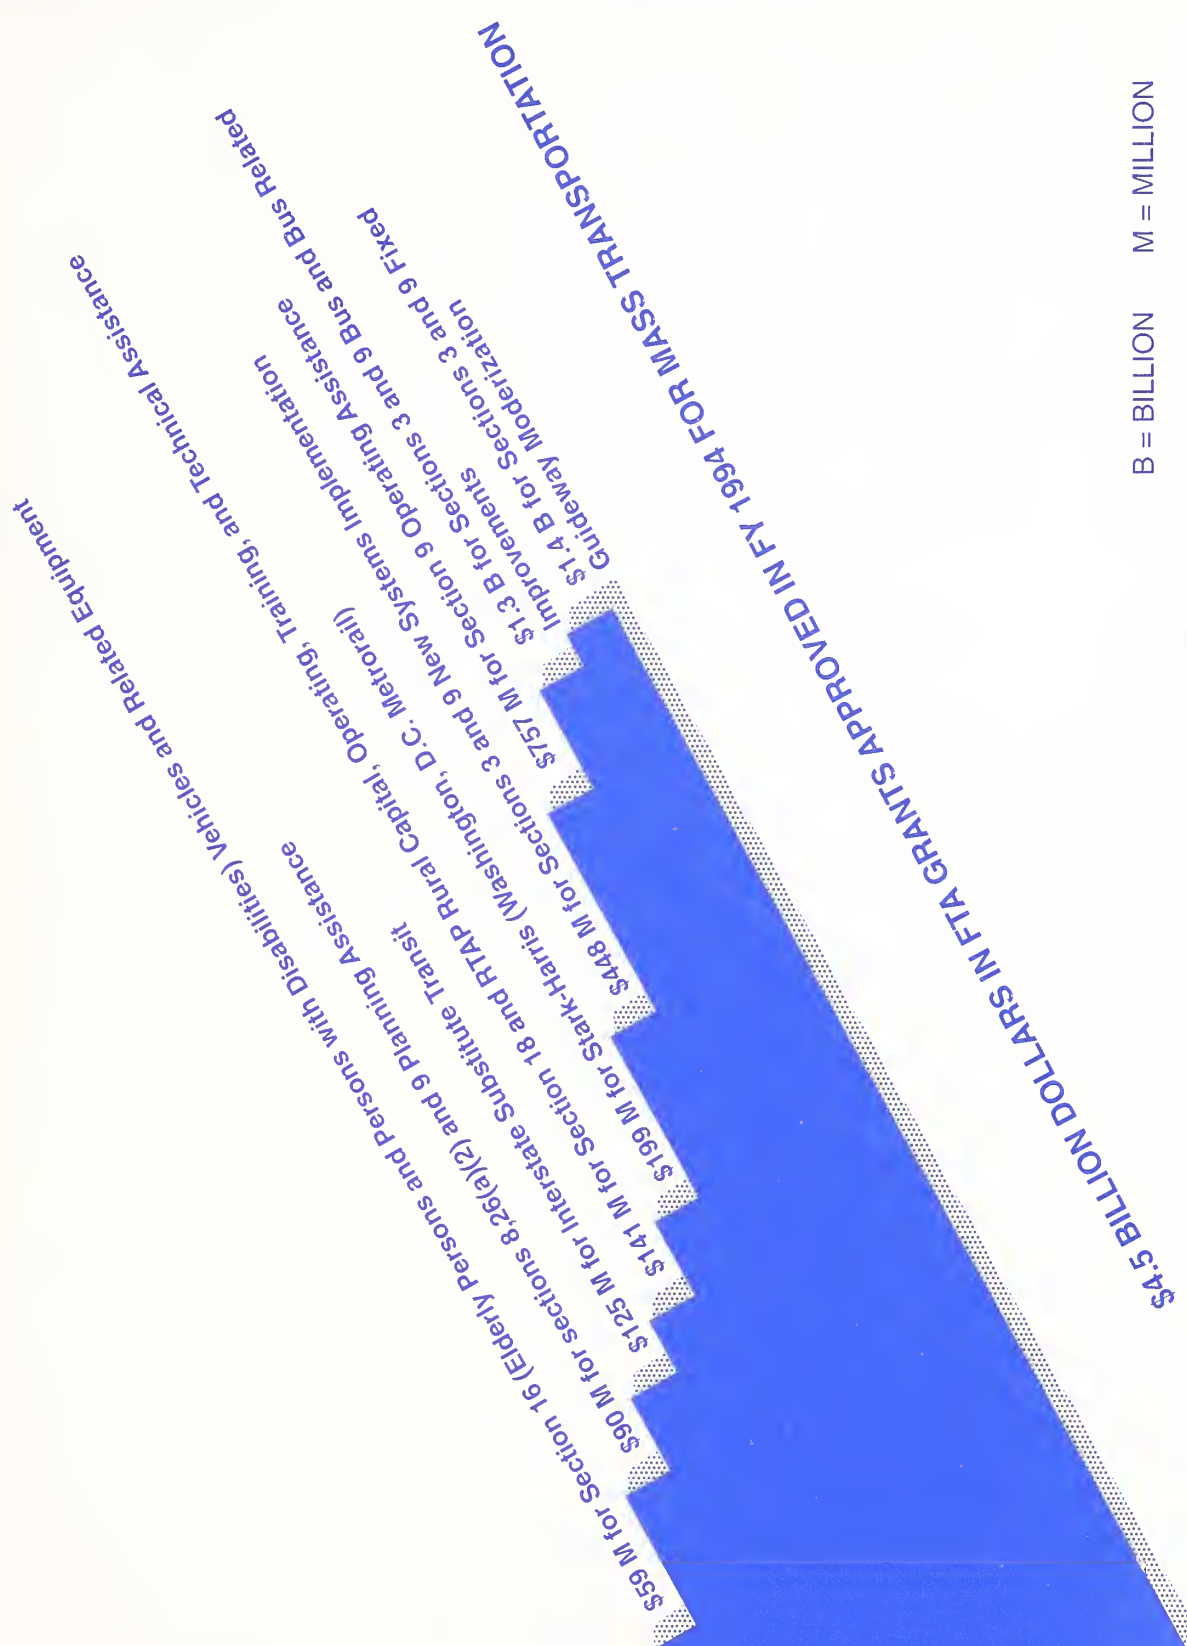 $4.5 BILLION DOLLARS IN FTA GRANTS APPROVED IN FY 1994 FOR MASS TRANSPORTATION
$1.4 B for Sections 3 and 9 Fixed
Guideway Moderization
$1.3 B for Sections 3 and 9 Bus and Bus Related
Improvements
$757 M for Section 9 Operating Assistance
$448 M for Sections 3 and 9 New Systems Implementation
$199 M for Stark-Harris (Washington, D.C. Metrorail)
$141 M for Section 18 and RTAP Rural Capital, Operating, Training, and Technical Assistance
$125 M for Interstate Substitute Transit
$90 M for sections 8,26(a)(2) and 9 Planning Assistance
$59 M for Section 16 (Elderly Persons and Persons with Disabilities) Vehicles and Related Equipment
B = BILLION M = MILLION